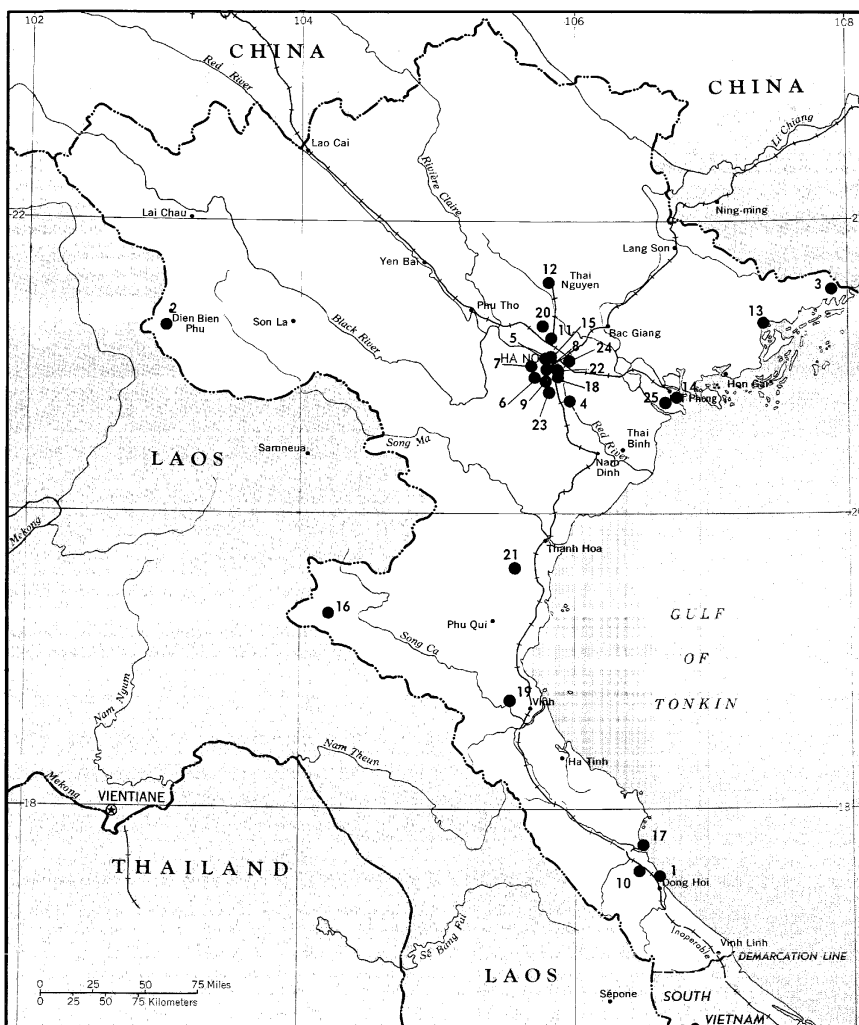 102
104
106
108
CHINA
Red River
CHINA
Li Chiang
Lao Cai
Rivière Claire
Ning-ming
22
Lai Chau
Lang Son
Yen Bai
12
Thai
Nguyen
3
2
Dien Bien
Phu
Son La
Phu Tho
20
15
13
Black River
11
Bac Giang
5
8
24
HA NO
7
22
Hon Gai
14
18
25
Phong
6
9
4
23
Red River
Thai
Binh
Song Ma
Samneua
LAOS
Nam
Dinh
20
Mekong
Thanh Hoa
21
16
GULF
Phu Qui
OF
Song Ca
TONKIN
19
Vinh
Nam Ngum
Nam Theun
Ha Tinh
Mekong
VIENTIANE
18
17
THAILAND
10
1
Dong Hoi
Inoperable
Vinh Linh
DEMARCATION LINE
LAOS
0 25 50 75 Miles
0 25 50 75 Kilometers
Sépone
SOUTH
VIETNAM